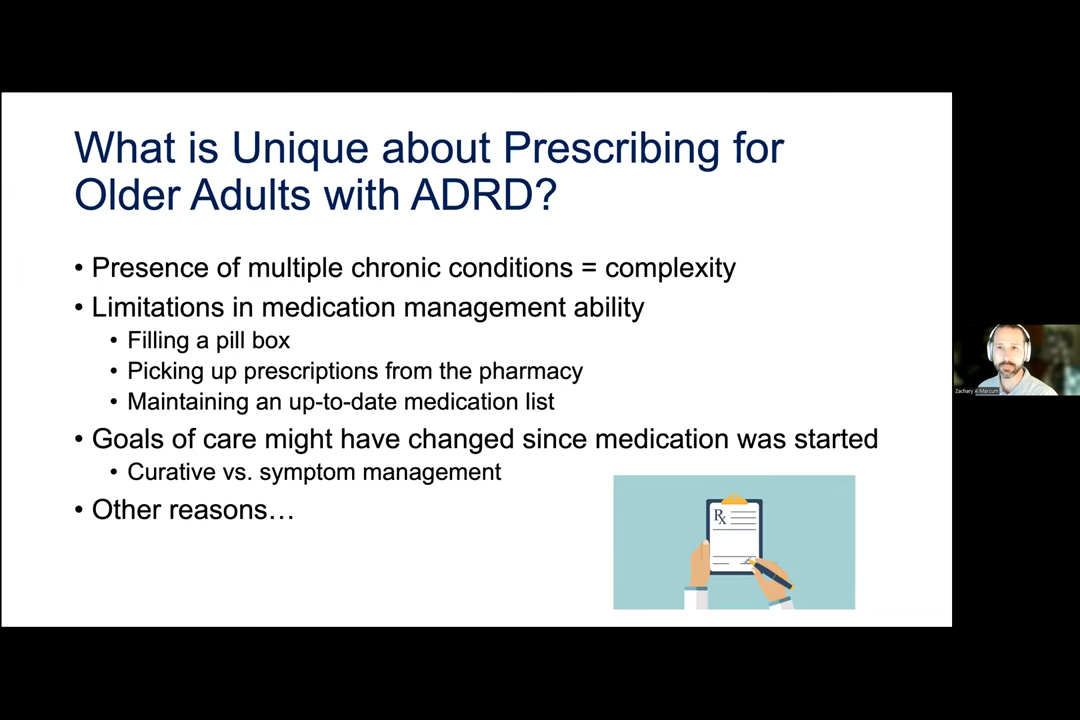 What is Unique about Prescribing for
Older Adults with ADRD?
• Presence of multiple chronic conditions = complexity
• Limitations in medication management ability
• Filling a pill box
• Picking up prescriptions from the pharmacy
• Maintaining an up-to-date medication list
• Goals of care might have changed since medication was started
• Curative vs. symptom management
• Other reasons…
Rx
Zachary A Marcum